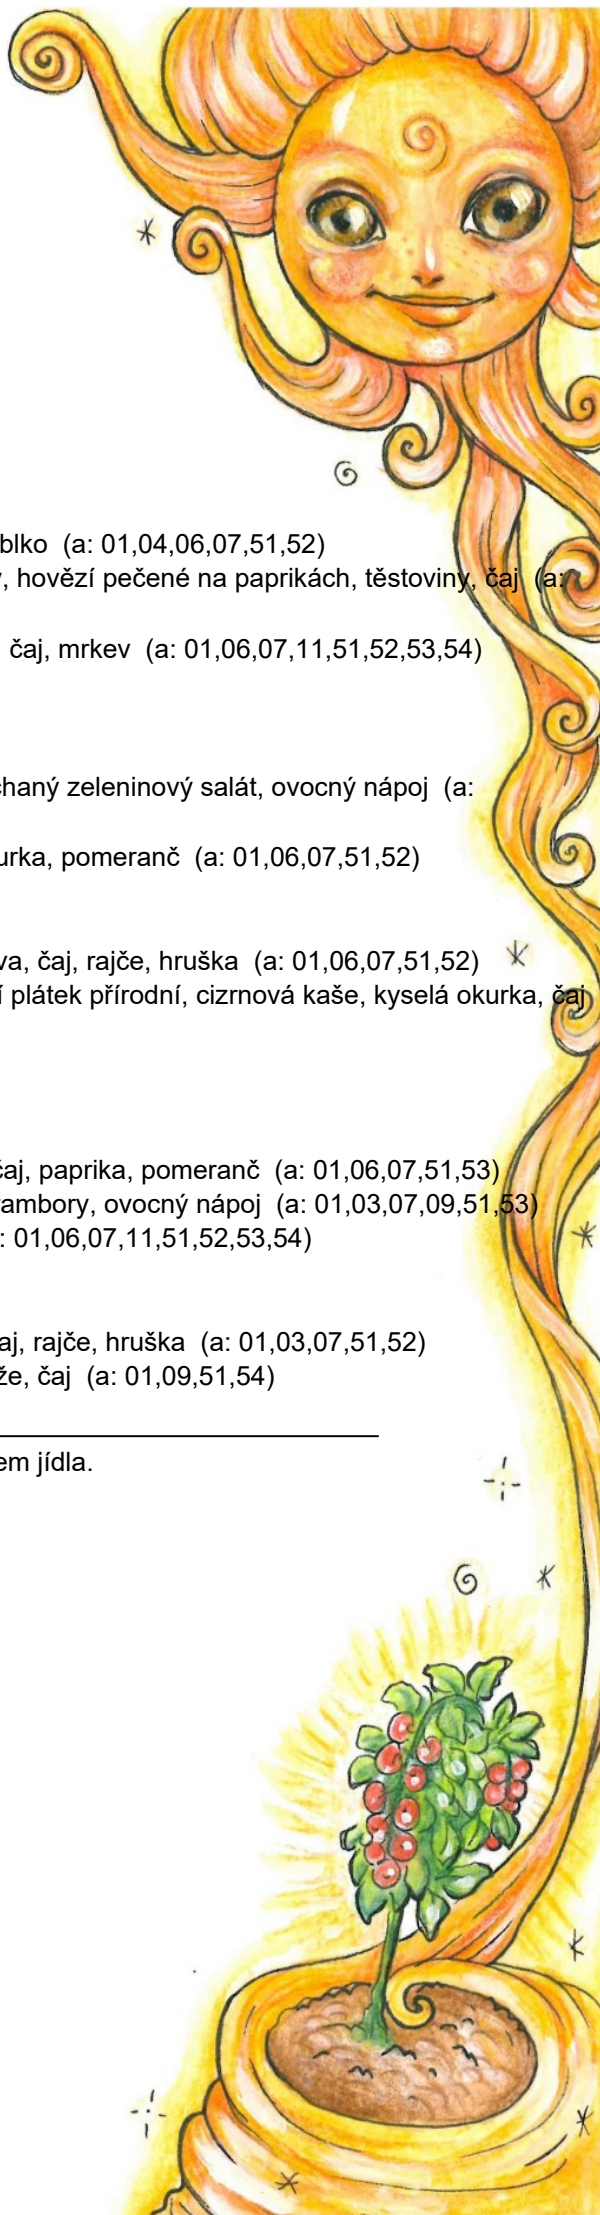 blko (a: 01,04,06,07,51,52)
, hovězí pečené na paprikách, těstoviny, čaj (a:
čaj, mrkev (a: 01,06,07,11,51,52,53,54)
chaný zeleninový salát, ovocný nápoj (a:
urka, pomeranč (a: 01,06,07,51,52)
va, čaj, rajče, hruška (a: 01,06,07,51,52)
í plátek přírodní, cizrnová kaše, kyselá okurka, čaj
čaj, paprika, pomeranč (a: 01,06,07,51,53)
rambory, ovocný nápoj (a: 01,03,07,09,51,53)
: 01,06,07,11,51,52,53,54)
aj, rajče, hruška (a: 01,03,07,51,52)
že, čaj (a: 01,09,51,54)
em jídla.